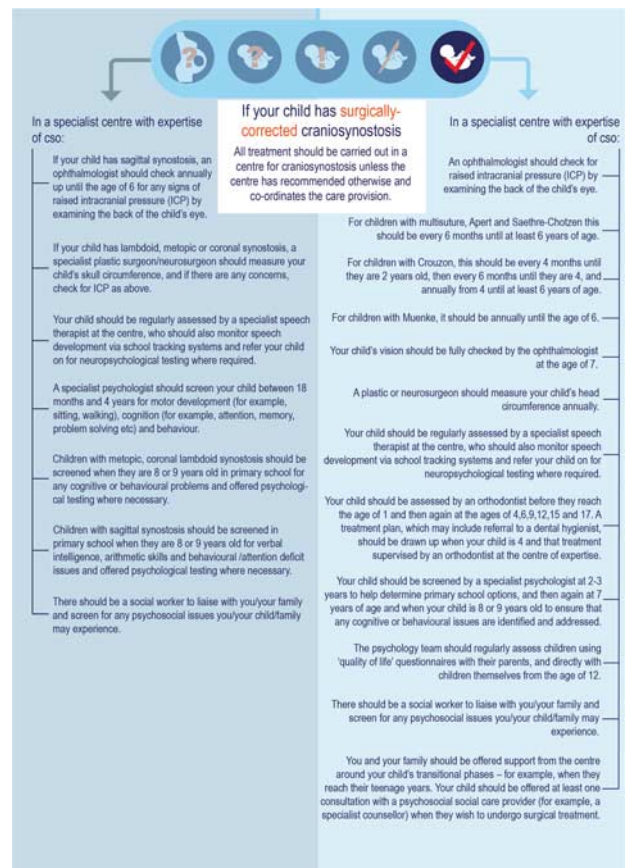 If your child has surgically-
corrected craniosynostosis
All treatment should be carried out in a
centre for craniosynostosis unless the
centre has recommended otherwise and
co-ordinates the care provision.
In a specialist centre with expertise
of cso:
If your child has sagittal synostosis, an
ophthalmologist should check annually
up until the age of 6 for any signs of
raised intracranial pressure (ICP) by
examining the back of the child's eye.
If your child has lambdoid, metopic or coronal synostosis, a
specialist plastic surgeon/neurosurgeon should measure your
child's skull circumference, and if there are any concerns,
check for ICP as above.
Your child should be regularly assessed by a specialist speech
therapist at the centre, who should also monitor speech
development via school tracking systems and refer your child
on for neuropsychological testing where required.
A specialist psychologist should screen your child between 18
months and 4 years for motor development (for example,
sitting, walking), cognition (for example, attention, memory,
problem solving etc) and behaviour.
Children with metopic, coronal lambdoid synostosis should be
screened when they are 8 or 9 years old in primary school for
any cognitive or behavioural problems and offered psychologi-
cal testing where necessary.
Children with sagittal synostosis should be screened in
primary school when they are 8 or 9 years old for verbal
intelligence, arithmetic skills and behavioural /attention deficit
issues and offered psychological testing where necessary.
There should be a social worker to liaise with you/your family
and screen for any psychosocial issues you/your child/family
may experience.
In a specialist centre with expertise
of cso:
An ophthalmologist should check for
raised intracranial pressure (ICP) by
examining the back of the child's eye.
For children with multisuture, Apert and Saethre-Chotzen this
should be every 6 months until at least 6 years of age.
For children with Crouzon, this should be every 4 months until
they are 2 years old, then every 6 months until they are 4, and
annually from 4 until at least 6 years of age.
For children with Muenke, it should be annually until the age of 6.
Your child's vision should be fully checked by the ophthalmologist
at the age of 7.
A plastic or neurosurgeon should measure your child's head
circumference annually.
Your child should be regularly assessed by a specialist speech
therapist at the centre, who should also monitor speech
development via school tracking systems and refer your child on for
neuropsychological testing where required.
Your child should be assessed by an orthodontist before they reach
the age of 1 and then again at the ages of 4,6,9,12,15 and 17. A
treatment plan, which may include referral to a dental hygienist,
should be drawn up when your child is 4 and that treatment
supervised by an orthodontist at the centre of expertise.
Your child should be screened by a specialist psychologist at 2-3
years to help determine primary school options, and then again at 7
years of age and when your child is 8 or 9 years old to ensure that
any cognitive or behavioural issues are identified and addressed.
The psychology team should regularly assess children using
'quality of life' questionnaires with their parents, and directly with
children themselves from the age of 12.
There should be a social worker to liaise with you/your family and
screen for any psychosocial issues you/your child/family may
experience.
You and your family should be offered support from the centre
around your child's transitional phases – for example, when they
reach their teenage years. Your child should be offered at least one
consultation with a psychosocial social care provider (for example, a
specialist counsellor) when they wish to undergo surgical treatment.